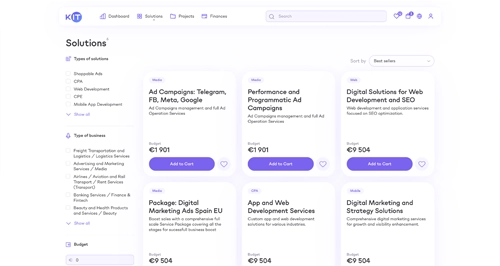 KIT
Dashboard
Solutions
Projects
Finances
Search
Solutions
Sort by
Best sellers
Types of solutions
Shoppable Ads
CPA
Web Development
CPE
Mobile App Development
Show all
Type of business
Freight Transportation and
Logistics / Logistics Services
Advertising and Marketing
Services / Media
Airlines / Aviation and Rail
Transport / Rent Services
(Transport)
Banking Services / Finance &
Fintech
Beauty and Health Products
and Services / Beauty
Show all
Budget
€ 0
Media
Ad Campaigns: Telegram,
FB, Meta, Google
Ad Campaigns management and full Ad
Operation Services
Budget
€1 901
Add to Cart
Media
Performance and
Programmatic Ad
Campaigns
Ad Campaigns management and full Ad
Operation Services
Budget
€1 901
Add to Cart
Web
Digital Solutions for Web
Development and SEO
Web development and application services
focused on SEO optimization.
Budget
€9 504
Add to Cart
Media
Package: Digital
Marketing Ads Spain EU
Boost sales with a comprehensive full
scale Service Package covering all the
stages for successful business boost
Budget
€9 504
CPA
App and Web
Development Services
Custom app and web development
solutions for various industries.
Budget
€9 504
Mobile
Digital Marketing and
Strategy Solutions
Comprehensive digital marketing services
for growth and visibility enhancement.
Budget
€9 504